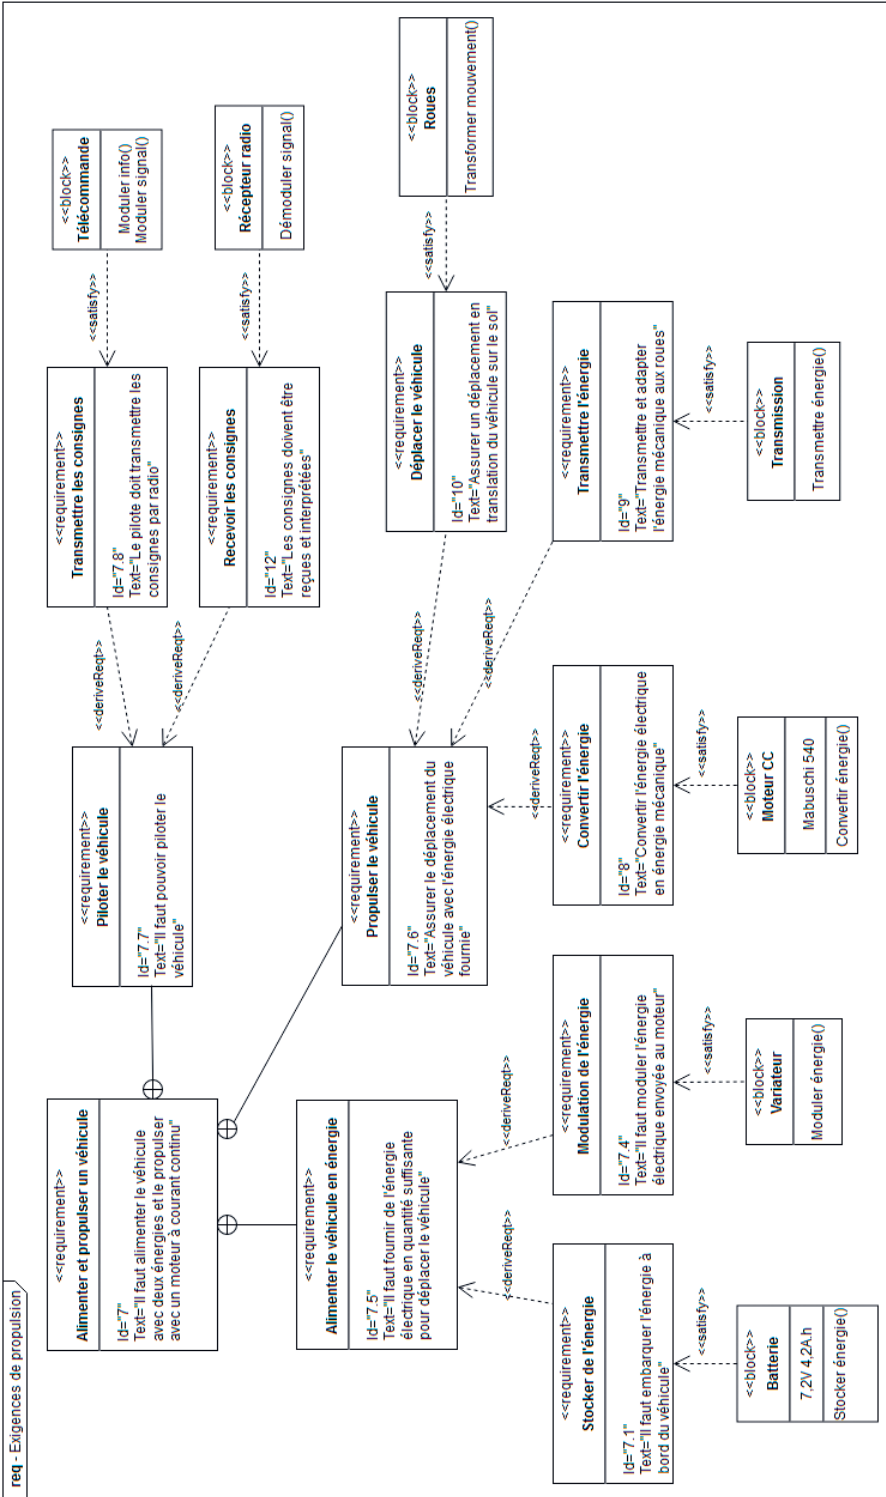 req - Exigences de propulsion
<<requirement>>
Alimenter et propulser un véhicule
Id="7"
Text="Il faut alimenter le véhicule
avec deux énergies et le propulser
avec un moteur à courant continu"
<<requirement>>
Piloter le véhicule
Id="7.7"
Text="Il faut pouvoir piloter le
véhicule"
<<deriveReqt>>
<<deriveReqt>>
<<requirement>>
Transmettre les consignes
Id="7.8"
Text="Le pilote doit transmettre les
consignes par radio"
<<satisfy>>
<<block>>
Télécommande
Moduler info()
Moduler signal()
<<requirement>>
Recevoir les consignes
Id="12"
Text="Les consignes doivent être
reçues et interprétées"
<<satisfy>>
<<block>>
Récepteur radio
Démoduler signal()
<<requirement>>
Alimenter le véhicule en énergie
Id="7.5"
Text="Il faut fournir de l'énergie
électrique en quantité suffisante
pour déplacer le véhicule"
<<requirement>>
Propulser le véhicule
Id="7.6"
Text="Assurer le déplacement du
véhicule avec l'énergie électrique
fournie"
<<deriveReqt>>
<<deriveReqt>>
<<requirement>>
Déplacer le véhicule
Id="10"
Text="Assurer un déplacement en
translation du véhicule sur le sol"
<<satisfy>>
<<block>>
Roues
Transformer mouvement()
<<deriveReqt>>
<<deriveReqt>>
<<deriveReqt>>
<<requirement>>
Stocker de l'énergie
Id="7.1"
Text="Il faut embarquer l'énergie à
bord du véhicule"
<<requirement>>
Modulation de l'énergie
Id="7.4"
Text="Il faut moduler l'énergie
électrique envoyée au moteur"
<<requirement>>
Convertir l'énergie
Id="8"
Text="Convertir l'énergie électrique
en énergie mécanique"
<<requirement>>
Transmettre l'énergie
Id="9"
Text="Transmettre et adapter
l'énergie mécanique aux roues"
<<satisfy>>
<<satisfy>>
<<satisfy>>
<<satisfy>>
<<block>>
Batterie
7,2V 4,2A.h
Stocker énergie()
<<block>>
Variateur
Moduler énergie()
<<block>>
Moteur CC
Mabuschi 540
Convertir énergie()
<<block>>
Transmission
Transmettre énergie()